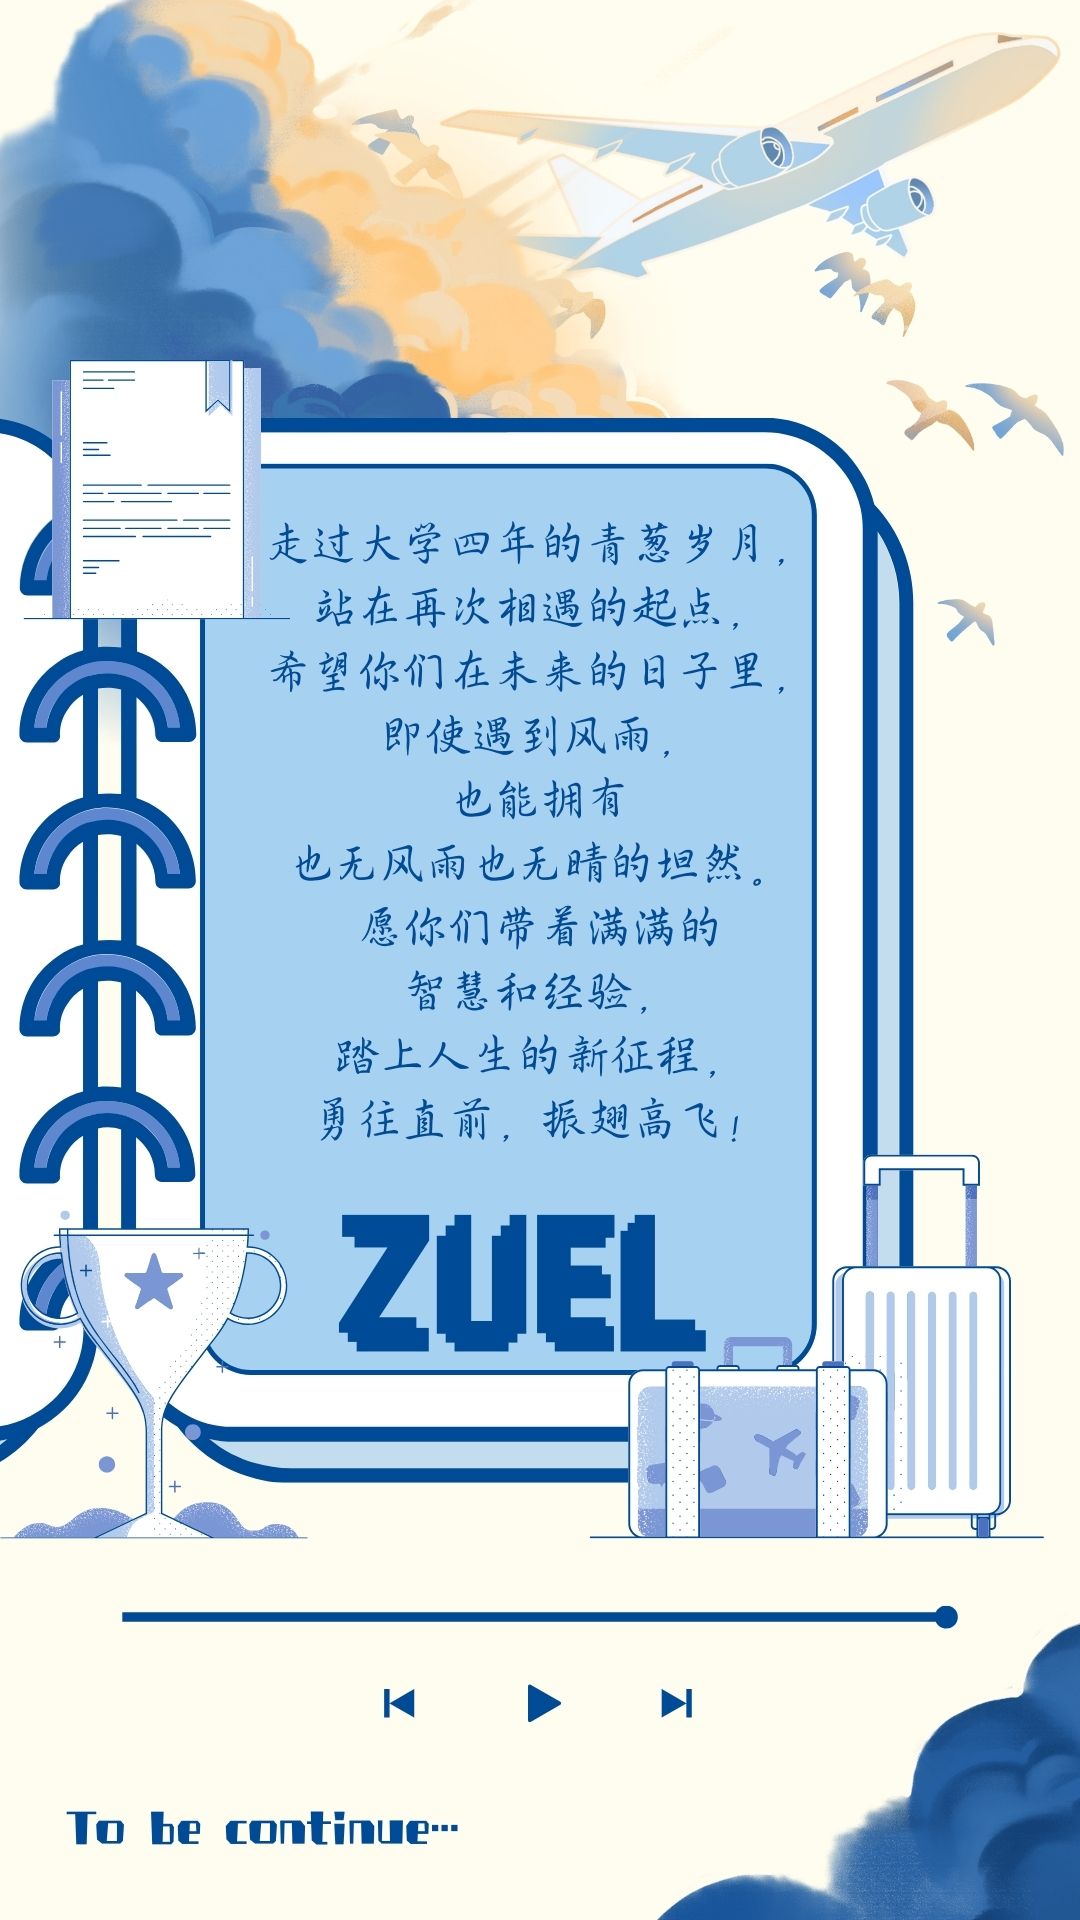 走过大学四年的青葱岁月，
站在再次相遇的起点，
希望你们在未来的日子里，
即使遇到风雨，
也能拥有
也无风雨也无晴的坦然。
愿你们带着满满的
智慧和经验，
踏上人生的新征程，
勇往直前，振翅高飞！
ZUEL
To be continue…